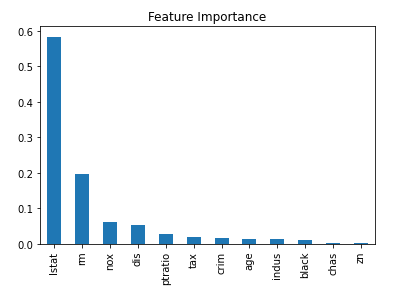 Feature Importance
0.6
0.5
0.4
0.3
0.2
0.1
0.0
lstat
rm
nox
dis
ptratio
tax
crim
age
indus
black
chas
zn